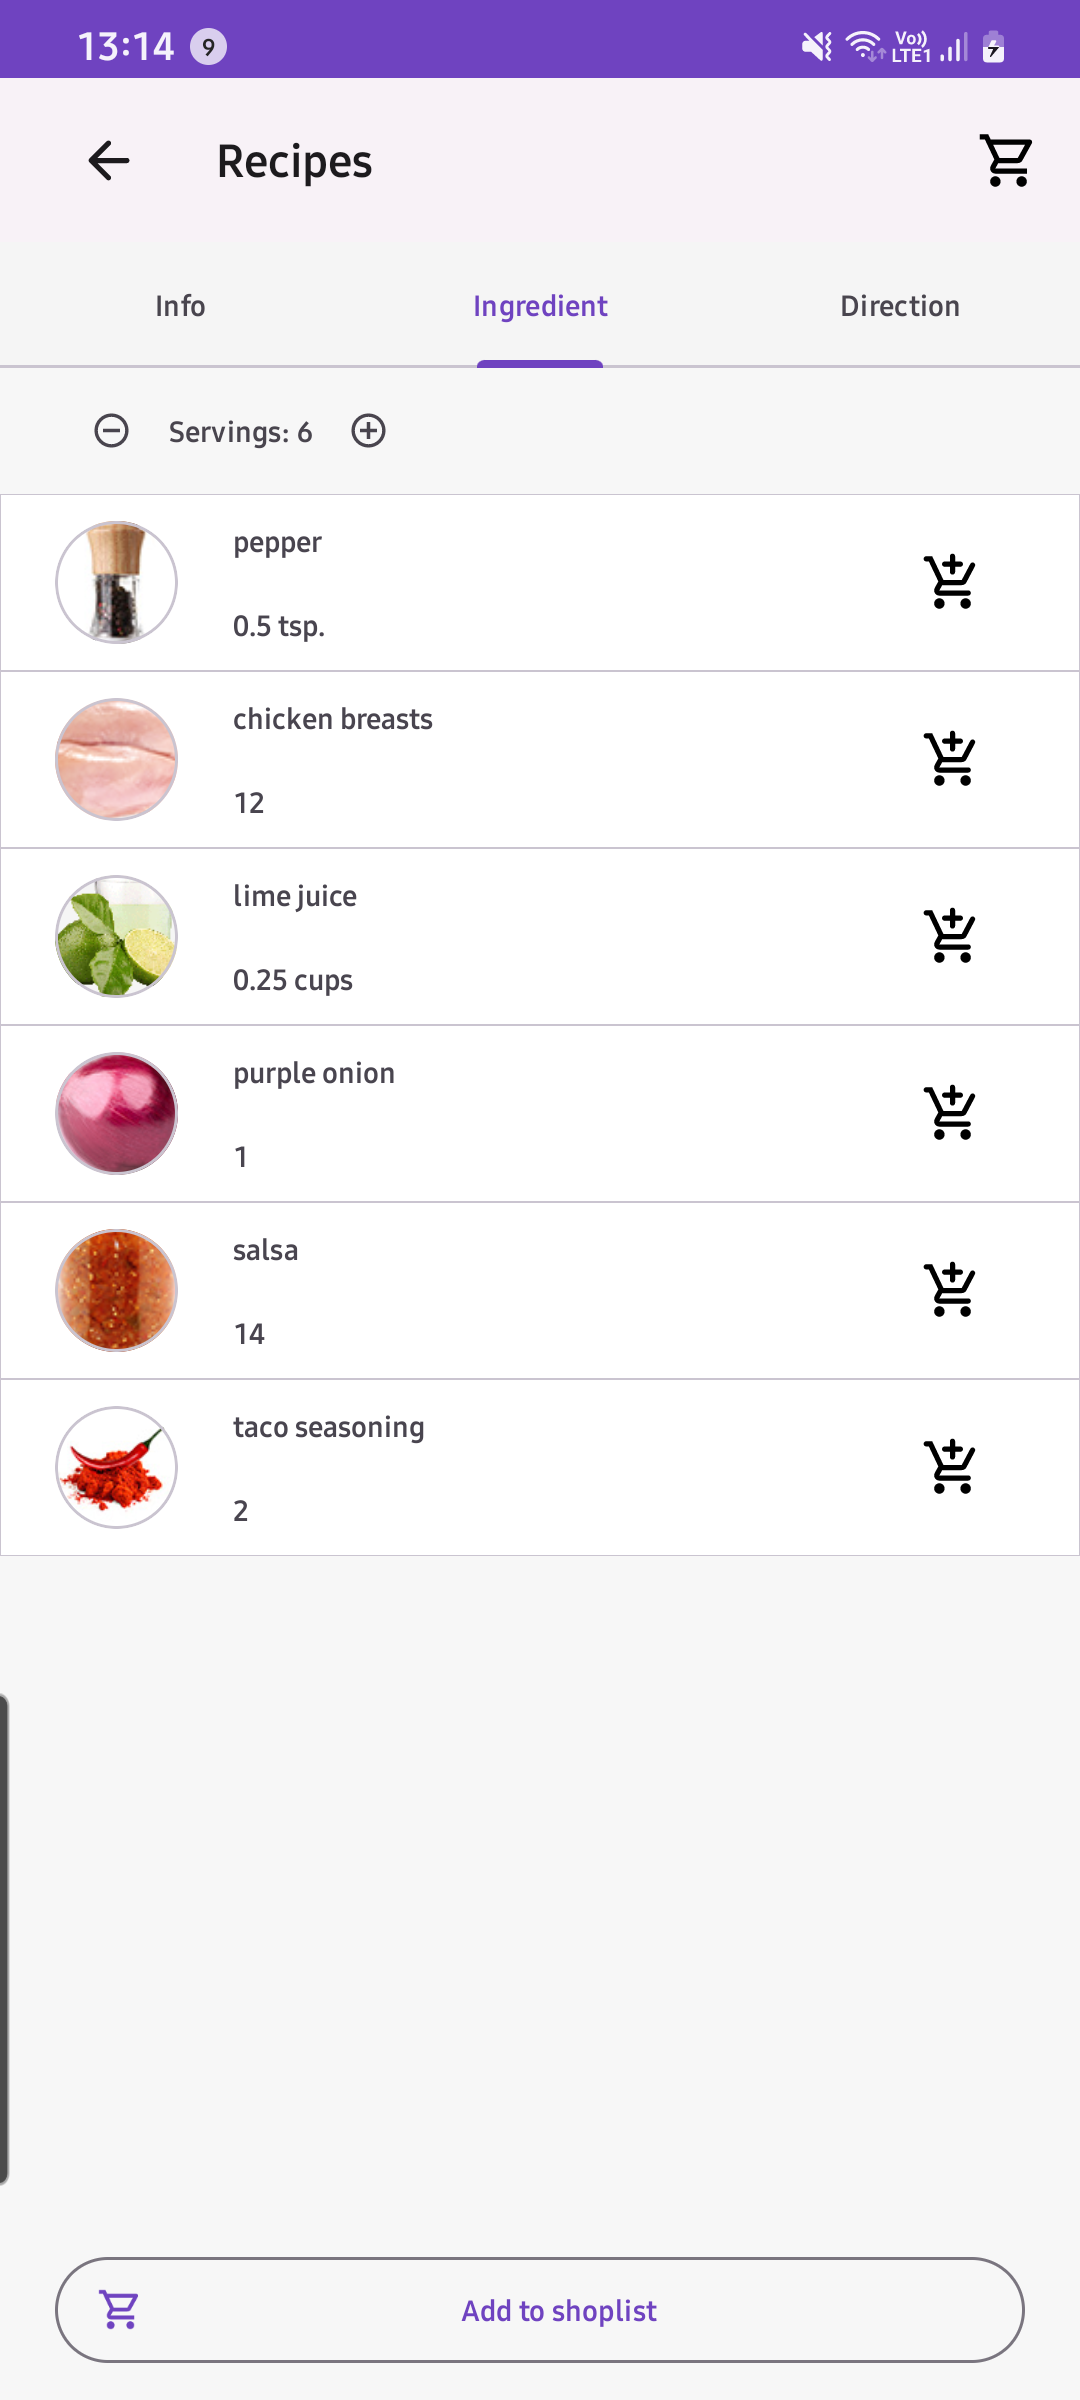 13:14 9 Vo)) LTE1
Recipes
Info Ingredient Direction
Servings: 6
pepper
0.5 tsp.
chicken breasts
12
lime juice
0.25 cups
purple onion
1
salsa
14
taco seasoning
2
Add to shoplist